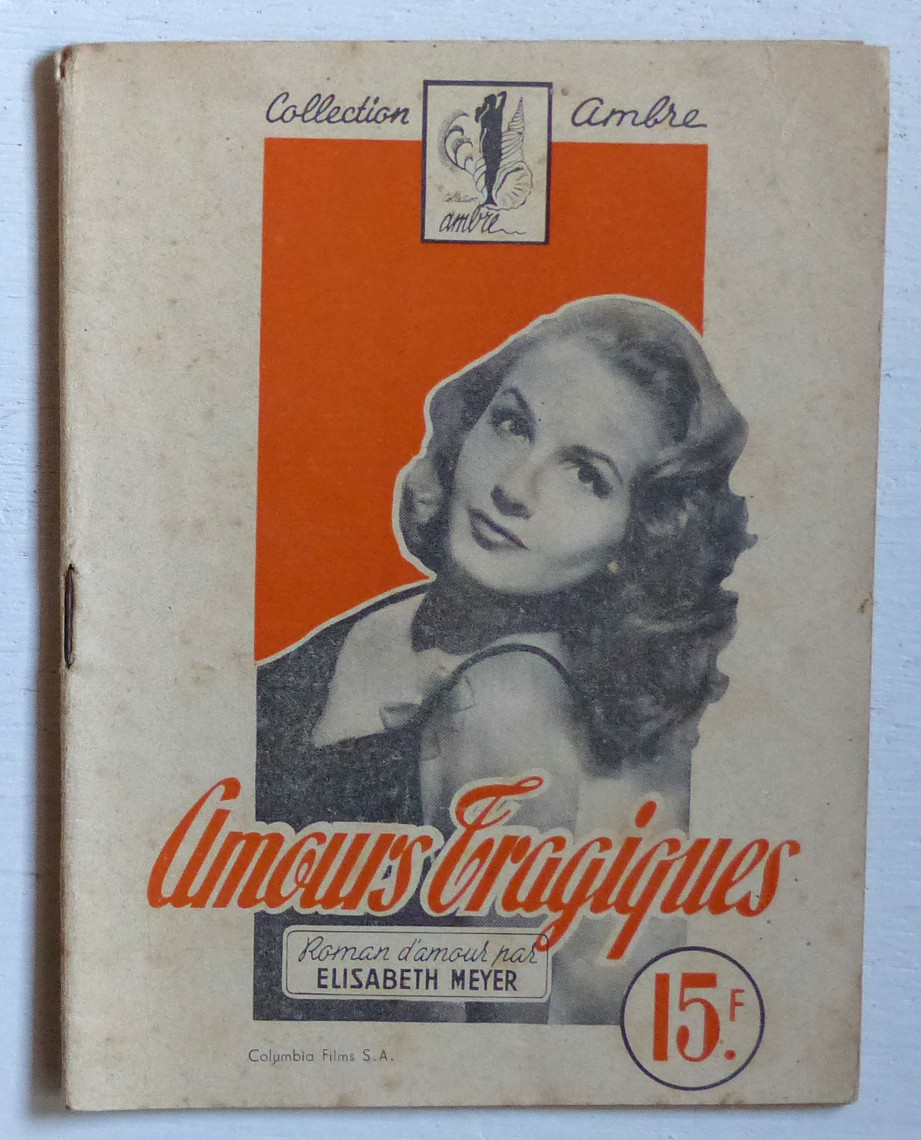 Collection Ambre
Collection
ambre
Amours Tragiques
Roman d'amour par
ELISABETH MEYER
15.F
Columbia Films S.A.